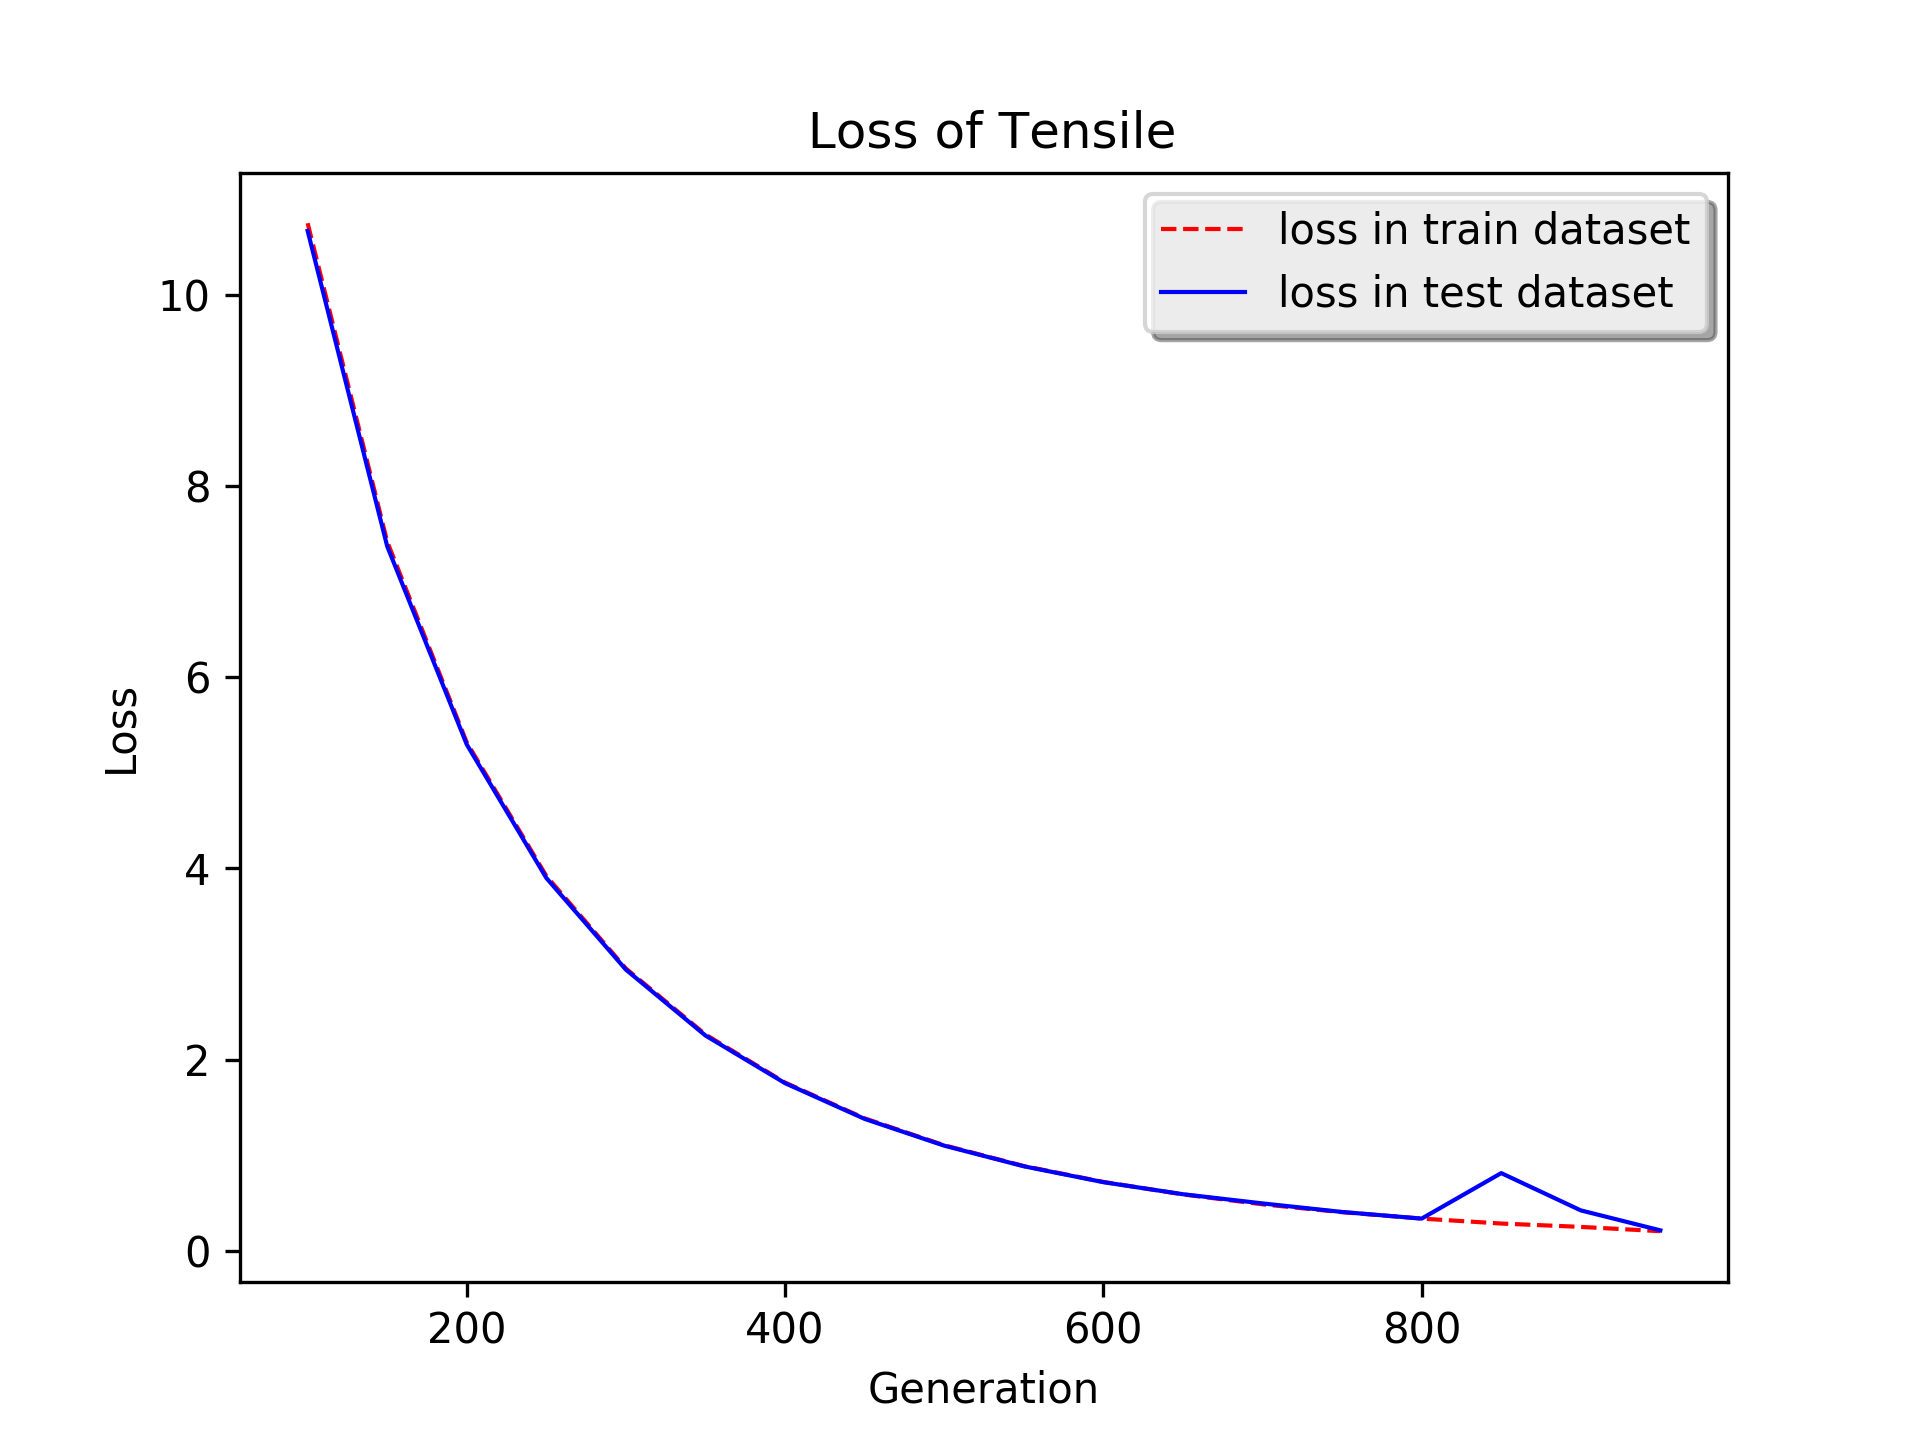 Loss of Tensile
loss in train dataset
loss in test dataset
10
8
6
4
2
0
Loss
200 400 600 800
Generation